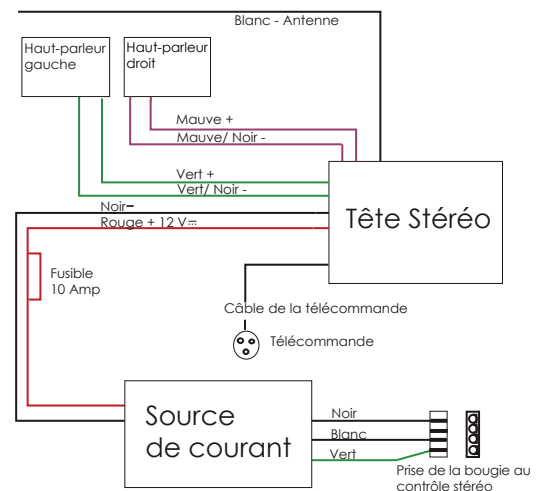 Blanc - Antenne
Haut-parleur
gauche
Haut-parleur
droit
Mauve +
Mauve/ Noir -
Vert +
Vert/ Noir -
Noir−
Rouge + 12 V⎓
Tête Stéréo
Fusible
10 Amp
Câble de la télécommande
Télécommande
Source
de courant
Noir
Blanc
Vert
Prise de la bougie au
contrôle stéréo